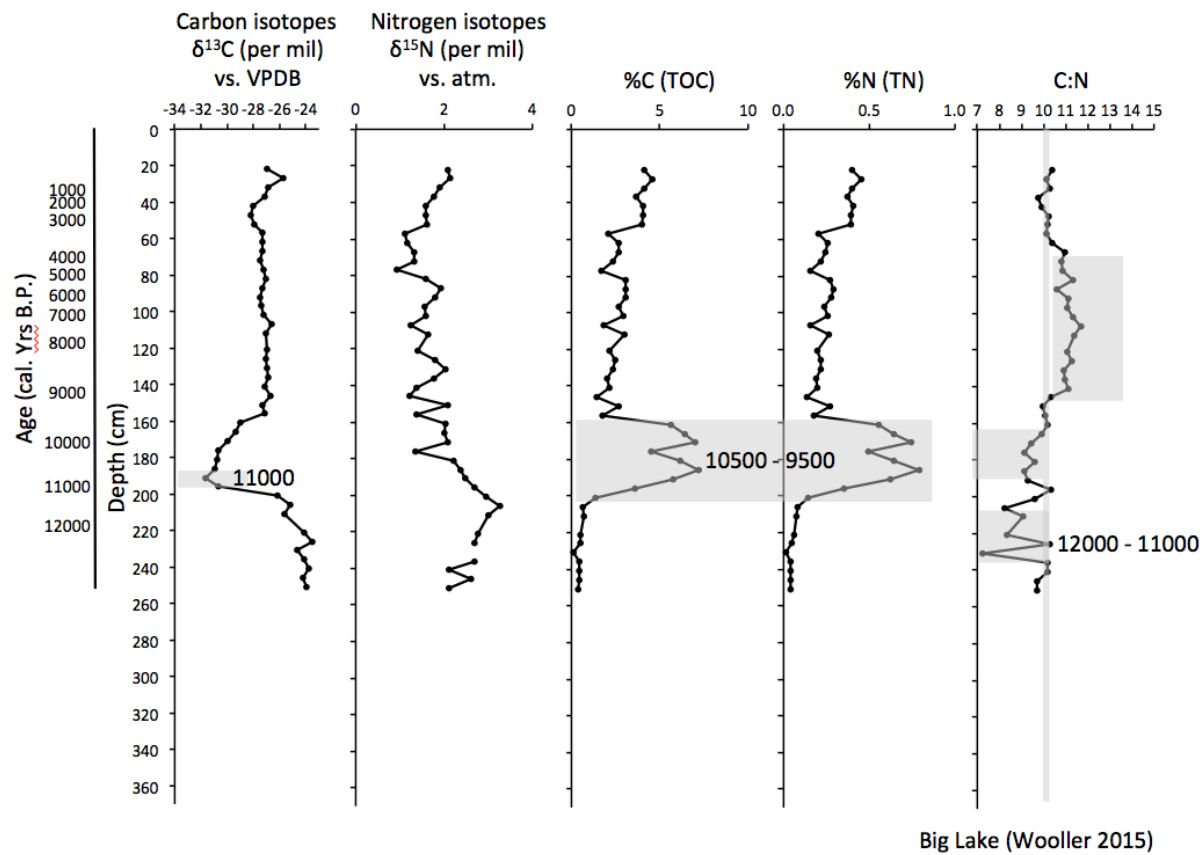 Carbon isotopes
δ¹³C (per mil)
vs. VPDB
Nitrogen isotopes
δ¹⁵N (per mil)
vs. atm.
%C (TOC)
%N (TN)
C:N
-34 -32 -30 -28 -26 -24
0 2 4
0 5 10
0.0 0.5 1.0
7 8 9 10 11 12 13 14 15
Age (cal. Yrs B.P.)
1000
2000
3000
4000
5000
6000
7000
8000
9000
10000
11000
12000
Depth (cm)
0
20
40
60
80
100
120
140
160
180
200
220
240
260
280
300
320
340
360
11000
10500 - 9500
12000 - 11000
Big Lake (Wooller 2015)